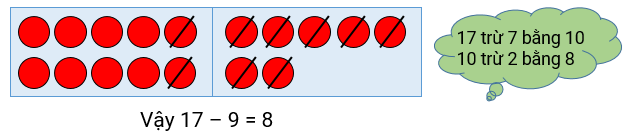 17 trừ 7 bằng 10
10 trừ 2 bằng 8
Vậy 17 – 9 = 8